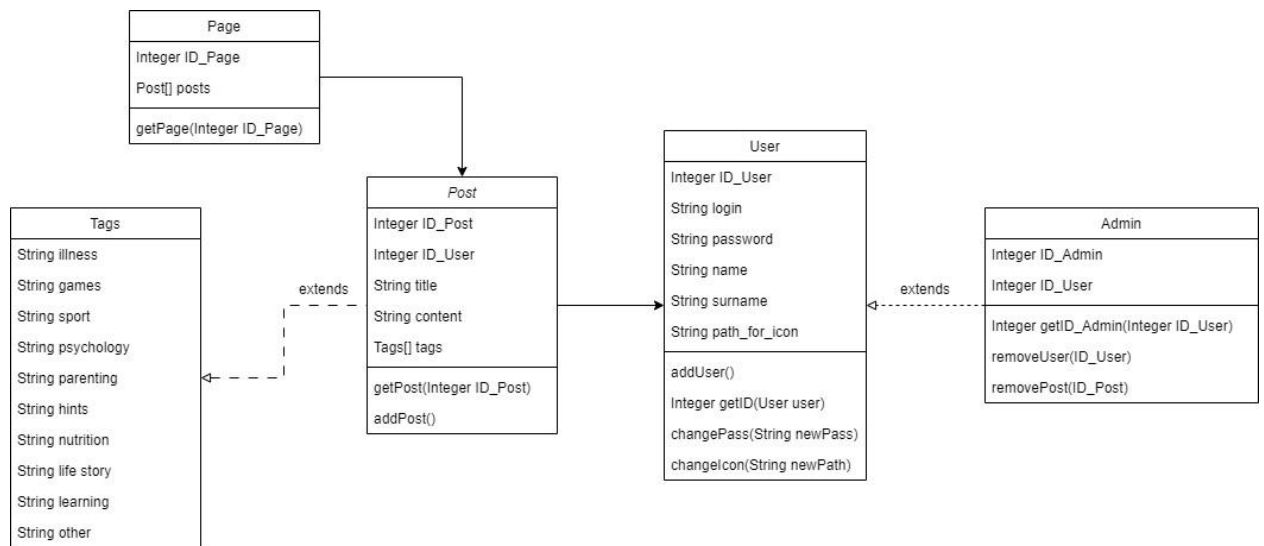 Page
Integer ID_Page
Post[] posts
getPage(Integer ID_Page)
Tags
String illness
String games
String sport
String psychology
String parenting
String hints
String nutrition
String life story
String learning
String other
extends
Post
Integer ID_Post
Integer ID_User
String title
String content
Tags[] tags
getPost(Integer ID_Post)
addPost()
User
Integer ID_User
String login
String password
String name
String surname
String path_for_icon
addUser()
Integer getID(User user)
changePass(String newPass)
changeIcon(String newPath)
extends
Admin
Integer ID_Admin
Integer ID_User
Integer getID_Admin(Integer ID_User)
removeUser(ID_User)
removePost(ID_Post)